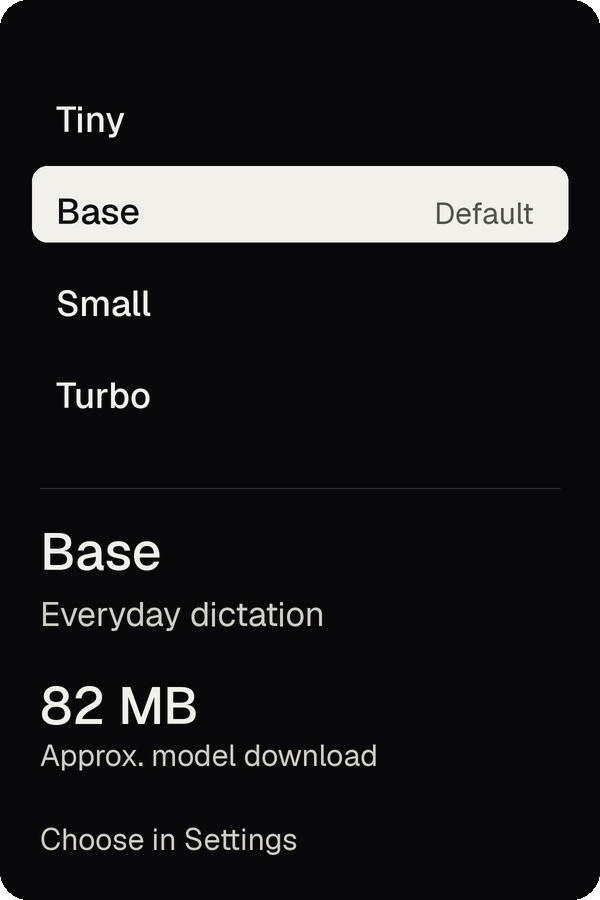 Tiny
Base Default
Small
Turbo
Base
Everyday dictation
82 MB
Approx. model download
Choose in Settings